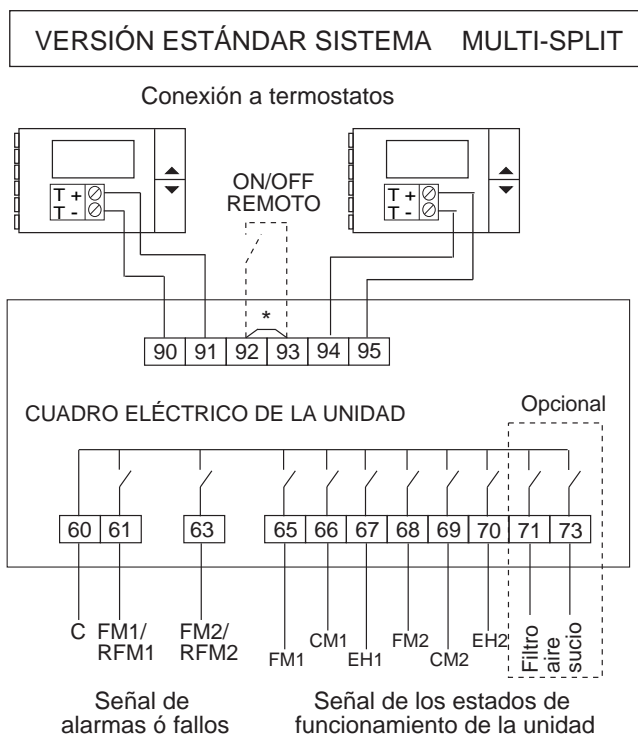 VERSIÓN ESTÁNDAR SISTEMA MULTI-SPLIT
Conexión a termostatos
T +
T -
ON/OFF
REMOTO
T +
T -
*
90 91 92 93 94 95
CUADRO ELÉCTRICO DE LA UNIDAD
Opcional
60 61 63 65 66 67 68 69 70 71 73
C
FM1/
RFM1
FM2/
RFM2
FM1
CM1
EH1
FM2
CM2
EH2
Filtro
aire
sucio
Señal de
alarmas ó fallos
Señal de los estados de
funcionamiento de la unidad